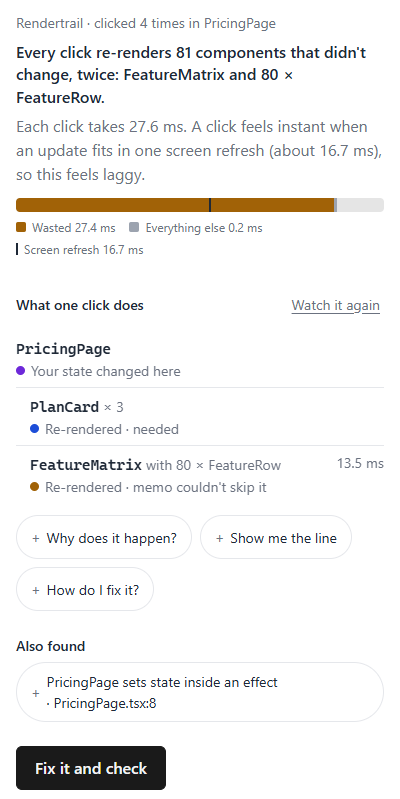 Rendertrail · clicked 4 times in PricingPage
Every click re-renders 81 components that didn't
change, twice: FeatureMatrix and 80 ×
FeatureRow.
Each click takes 27.6 ms. A click feels instant when
an update fits in one screen refresh (about 16.7 ms),
so this feels laggy.
Wasted 27.4 ms Everything else 0.2 ms
Screen refresh 16.7 ms
What one click does Watch it again
PricingPage
Your state changed here
PlanCard × 3
Re-rendered · needed
FeatureMatrix with 80 × FeatureRow 13.5 ms
Re-rendered · memo couldn't skip it
+ Why does it happen? + Show me the line
+ How do I fix it?
Also found
+ PricingPage sets state inside an effect
· PricingPage.tsx:8
Fix it and check